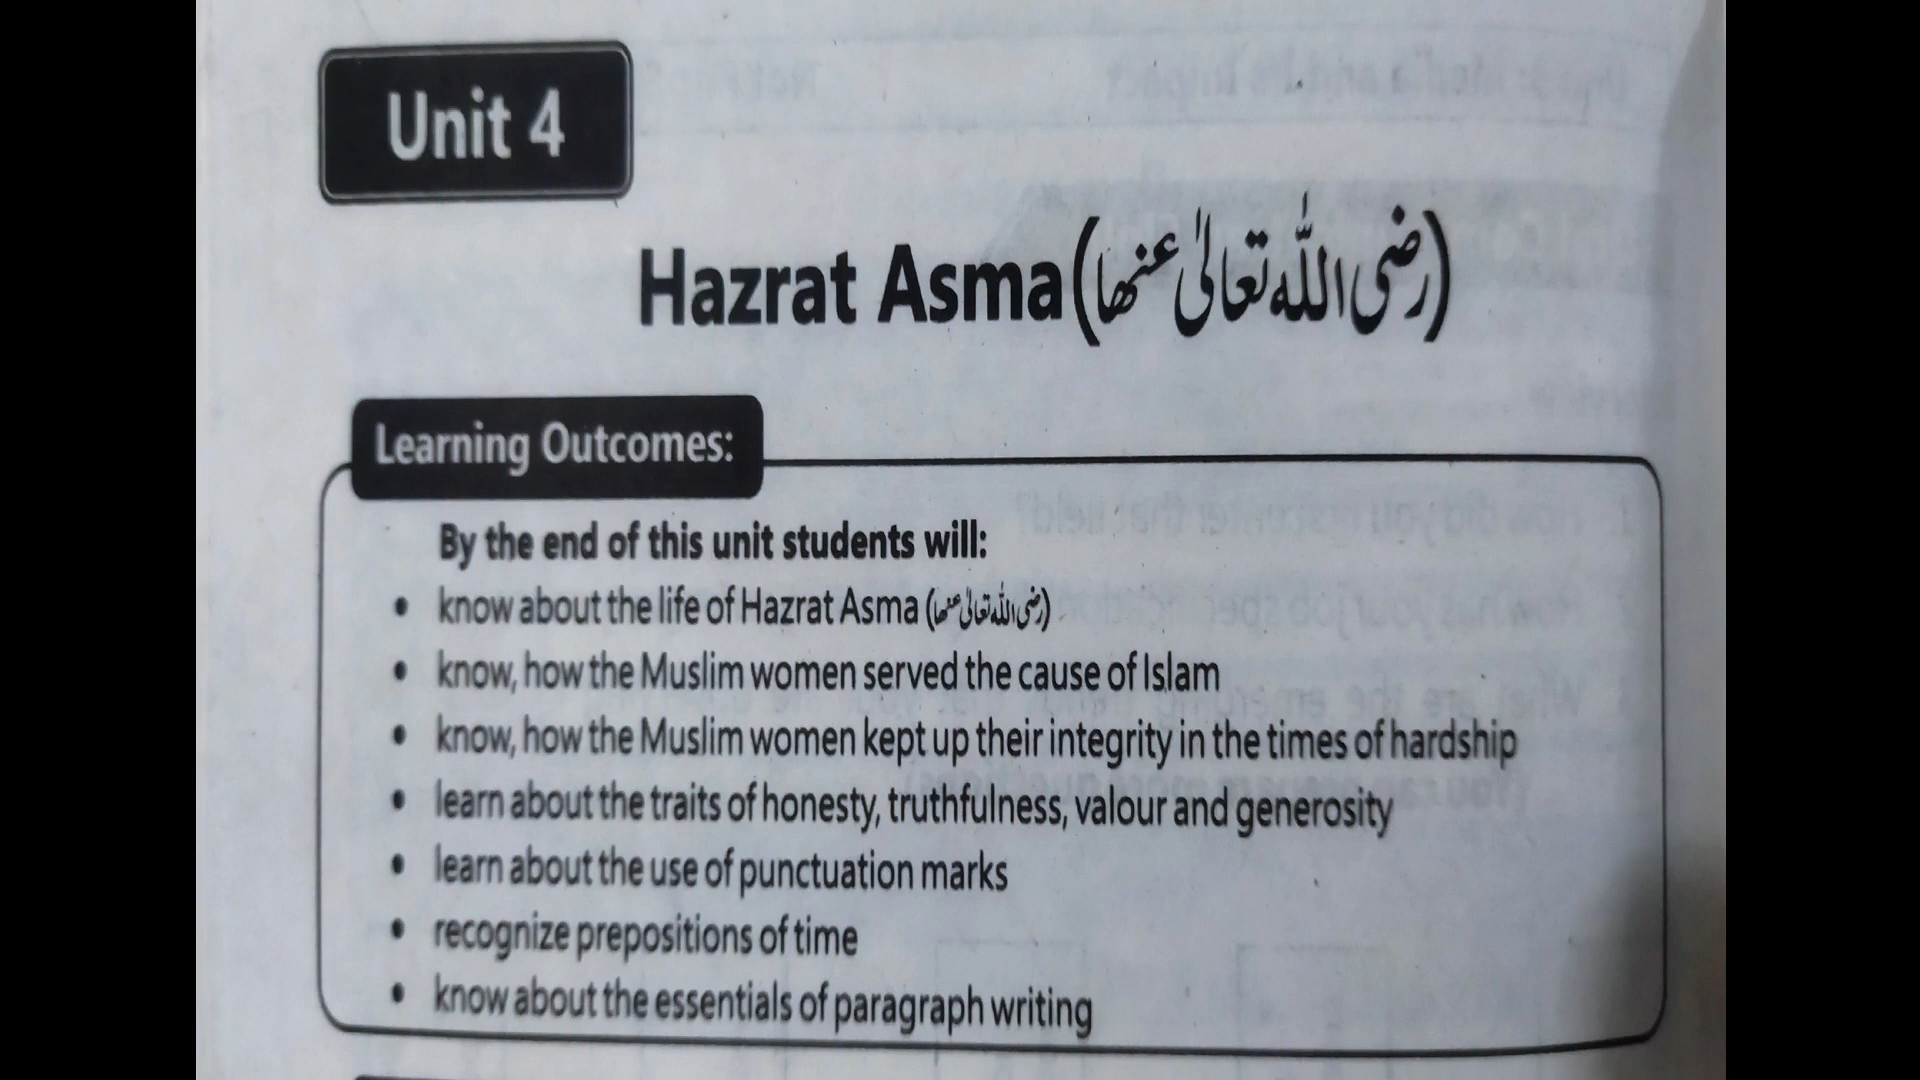 Unit 4
Hazrat Asma (رضی اللہ تعالٰی عنھا)
Learning Outcomes:
By the end of this unit students will:
• know about the life of Hazrat Asma (رضی اللہ تعالٰی عنھا)
• know, how the Muslim women served the cause of Islam
• know, how the Muslim women kept up their integrity in the times of hardship
• learn about the traits of honesty, truthfulness, valour and generosity
• learn about the use of punctuation marks
• recognize prepositions of time
• know about the essentials of paragraph writing